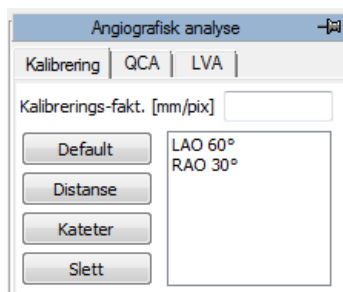 Angiografisk analyse
Kalibrering QCA LVA
Kalibrerings-fakt. [mm/pix]
Default
Distanse
Kateter
Slett
LAO 60°
RAO 30°